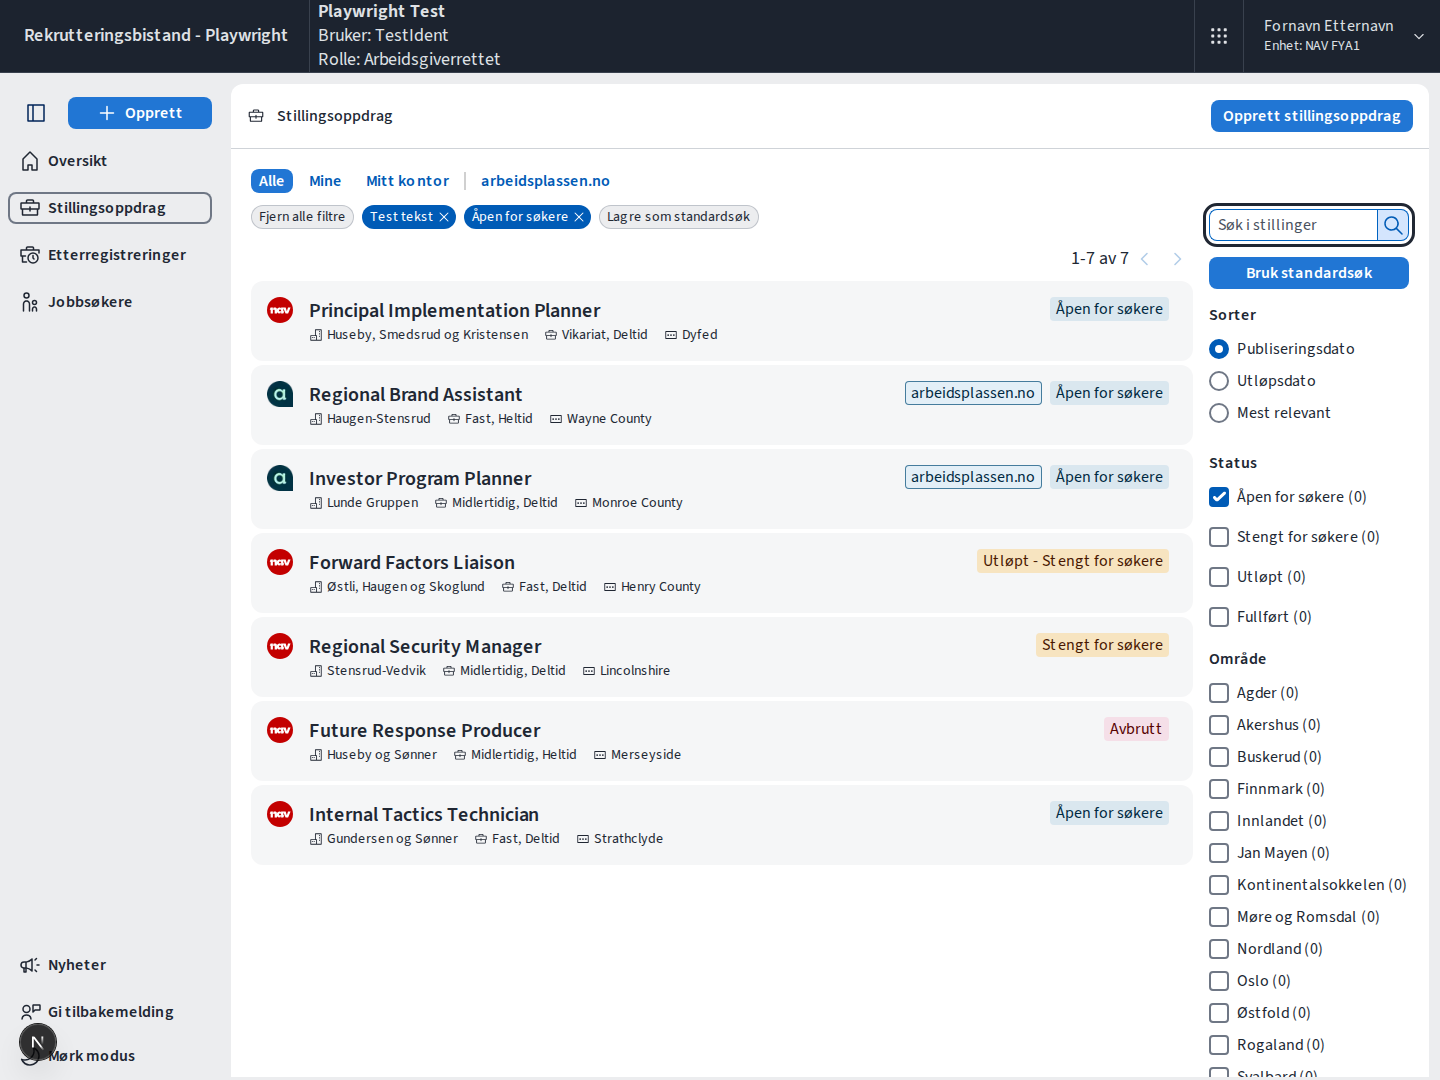 Rekrutteringsbistand - Playwright
Playwright Test
Bruker: TestIdent
Rolle: Arbeidsgiverrettet
Fornavn Etternavn
Enhet: NAV FYA1
Opprett
Oversikt
Stillingsoppdrag
Etterregistreringer
Jobbsøkere
Nyheter
Gi tilbakemelding
N
Mørk modus
Stillingsoppdrag
Opprett stillingsoppdrag
Alle Mine Mitt kontor arbeidsplassen.no
Fjern alle filtre Test tekst Åpen for søkere Lagre som standardsøk
1-7 av 7
nav Principal Implementation Planner Åpen for søkere
Huseby, Smedsrud og Kristensen Vikariat, Deltid Dyfed
a Regional Brand Assistant arbeidsplassen.no Åpen for søkere
Haugen-Stensrud Fast, Heltid Wayne County
a Investor Program Planner arbeidsplassen.no Åpen for søkere
Lunde Gruppen Midlertidig, Deltid Monroe County
nav Forward Factors Liaison Utløpt - Stengt for søkere
Østli, Haugen og Skoglund Fast, Deltid Henry County
nav Regional Security Manager Stengt for søkere
Stensrud-Vedvik Midlertidig, Deltid Lincolnshire
nav Future Response Producer Avbrutt
Huseby og Sønner Midlertidig, Heltid Merseyside
nav Internal Tactics Technician Åpen for søkere
Gundersen og Sønner Fast, Deltid Strathclyde
Søk i stillinger
Bruk standardsøk
Sorter
Publiseringsdato
Utløpsdato
Mest relevant
Status
Åpen for søkere (0)
Stengt for søkere (0)
Utløpt (0)
Fullført (0)
Område
Agder (0)
Akershus (0)
Buskerud (0)
Finnmark (0)
Innlandet (0)
Jan Mayen (0)
Kontinentalsokkelen (0)
Møre og Romsdal (0)
Nordland (0)
Oslo (0)
Østfold (0)
Rogaland (0)
Svalbard (0)